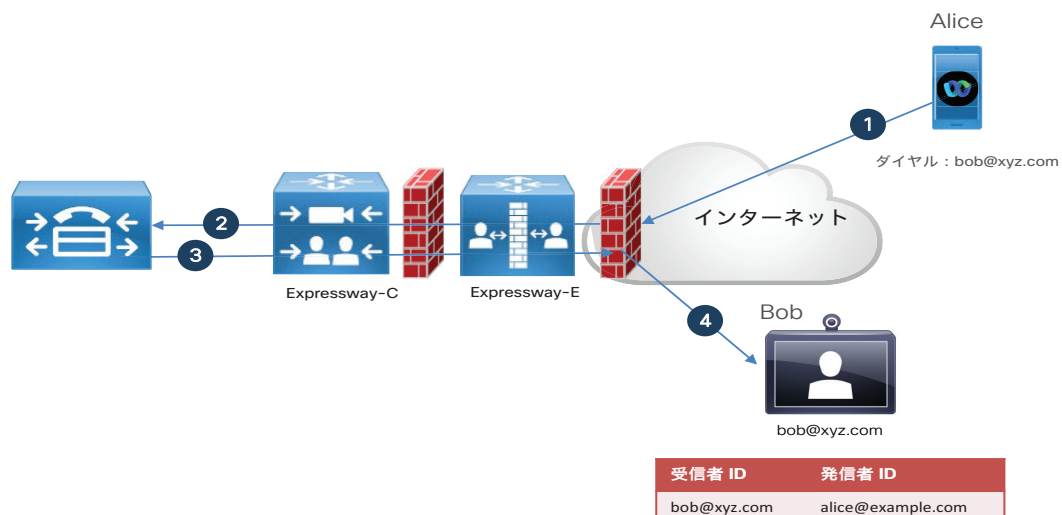 Alice
1
ダイヤル：bob@xyz.com
インターネット
2
3
Expressway-C
Expressway-E
4
Bob
bob@xyz.com
受信者 ID 発信者 ID
bob@xyz.com alice@example.com